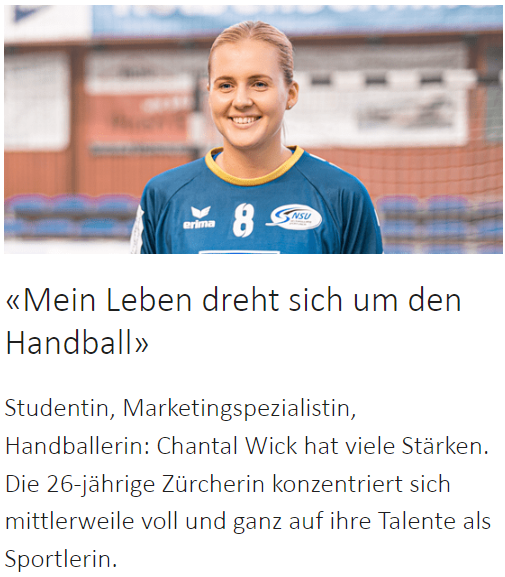 erima
8
NSU
«Mein Leben dreht sich um den
Handball»
Studentin, Marketingspezialistin,
Handballerin: Chantal Wick hat viele Stärken.
Die 26-jährige Zürcherin konzentriert sich
mittlerweile voll und ganz auf ihre Talente als
Sportlerin.